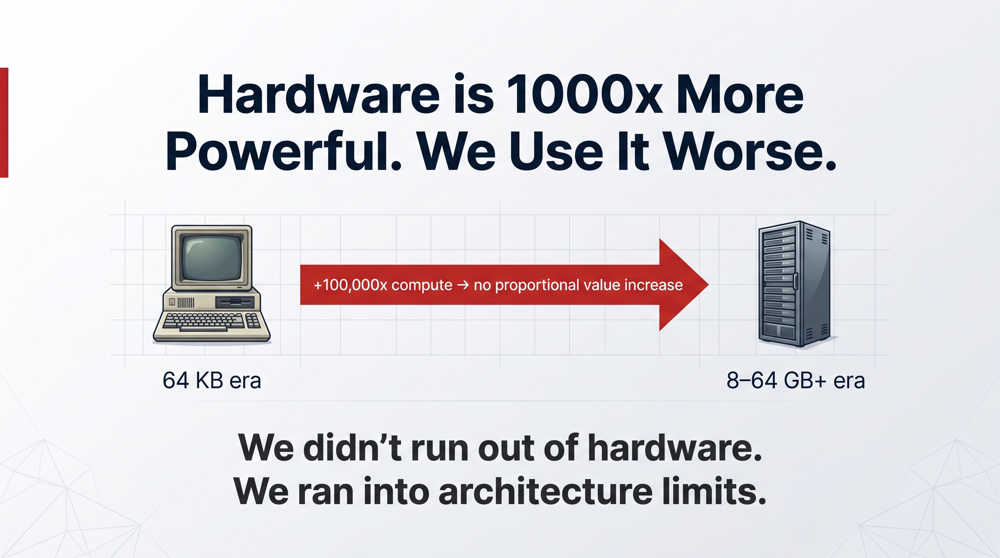 Hardware is 1000x More
Powerful. We Use It Worse.
+100,000x compute → no proportional value increase
64 KB era
8–64 GB+ era
We didn’t run out of hardware.
We ran into architecture limits.